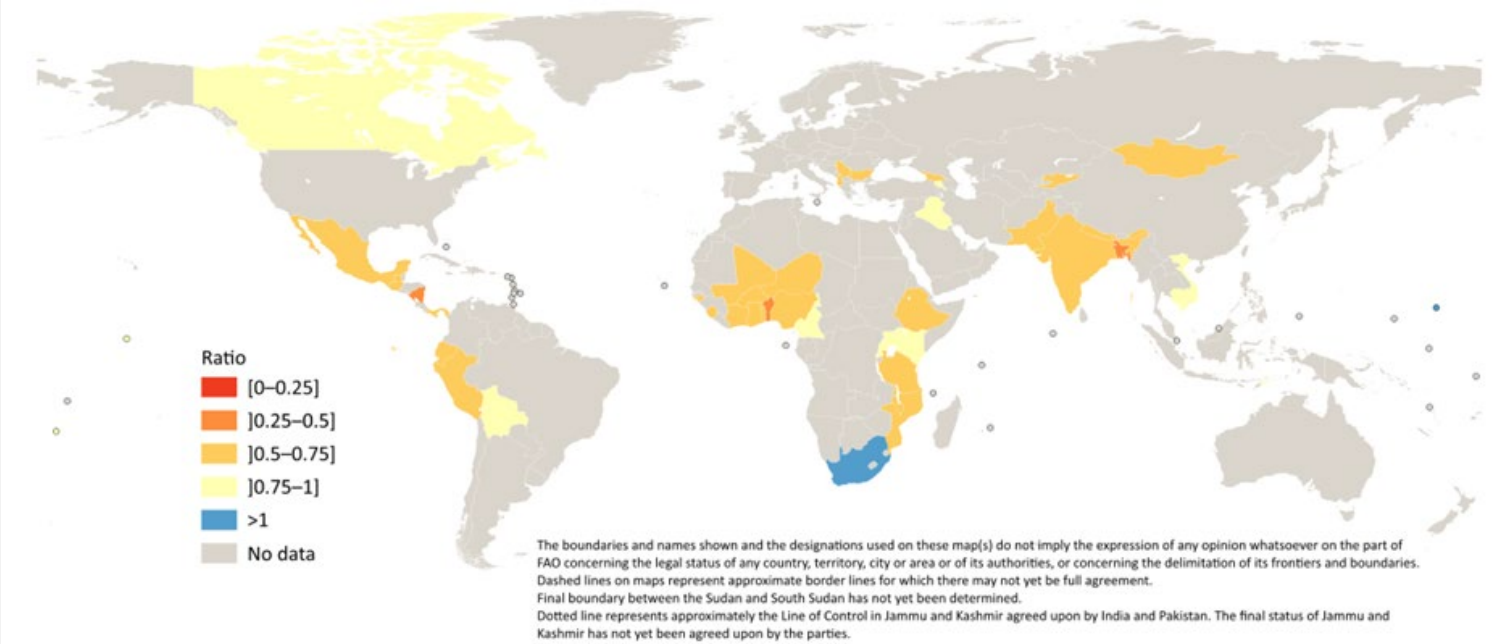 Ratio
[0–0.25]
]0.25–0.5]
]0.5–0.75]
]0.75–1]
>1
No data
The boundaries and names shown and the designations used on these map(s) do not imply the expression of any opinion whatsoever on the part of
FAO concerning the legal status of any country, territory, city or area or of its authorities, or concerning the delimitation of its frontiers and boundaries.
Dashed lines on maps represent approximate border lines for which there may not yet be full agreement.
Final boundary between the Sudan and South Sudan has not yet been determined.
Dotted line represents approximately the Line of Control in Jammu and Kashmir agreed upon by India and Pakistan. The final status of Jammu and
Kashmir has not yet been agreed upon by the parties.